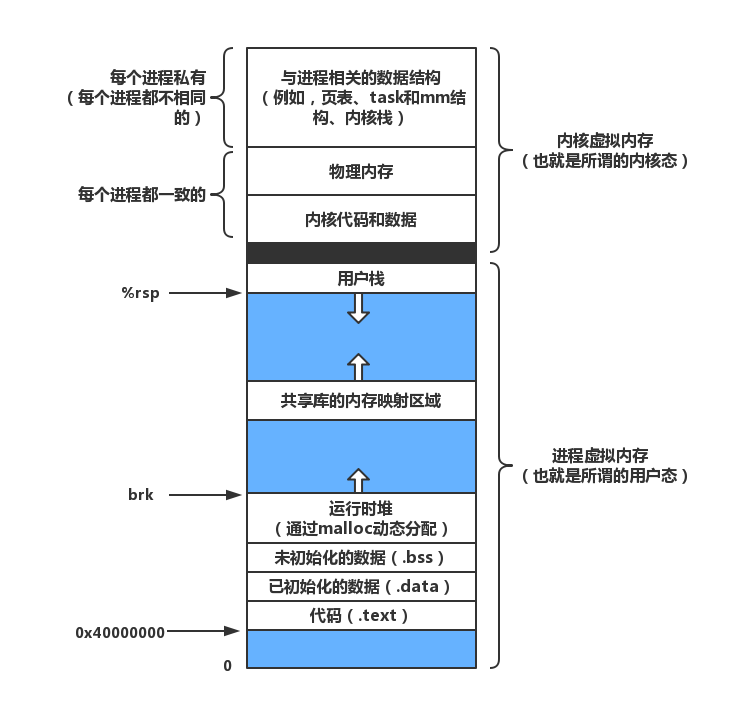 每个进程私有
（每个进程都不相同
的）
与进程相关的数据结构
（例如，页表、task和mm结
构、内核栈）
内核虚拟内存
（也就是所谓的内核态）
物理内存
每个进程都一致的
内核代码和数据
用户栈
%rsp
共享库的内存映射区域
进程虚拟内存
（也就是所谓的用户态）
brk
运行时堆
（通过malloc动态分配）
未初始化的数据（.bss）
已初始化的数据（.data）
代码（.text）
0x40000000
0